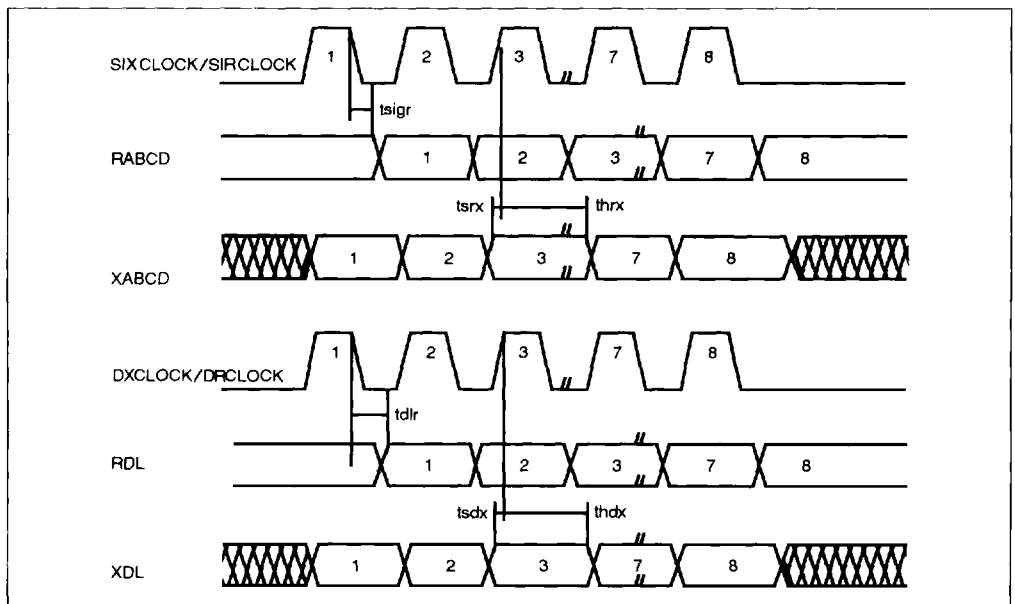 1 2 3 7 8
SIXCLOCK/SIRCLOCK
tsigr
RABCD 1 2 3 7 8
tsrx thrx
1 2 3 7 8
XABCD
1 2 3 7 8
DXCLOCK/DRCLOCK
tdlr
RDL 1 2 3 7 8
tsdx thdx
XDL 1 2 3 7 8